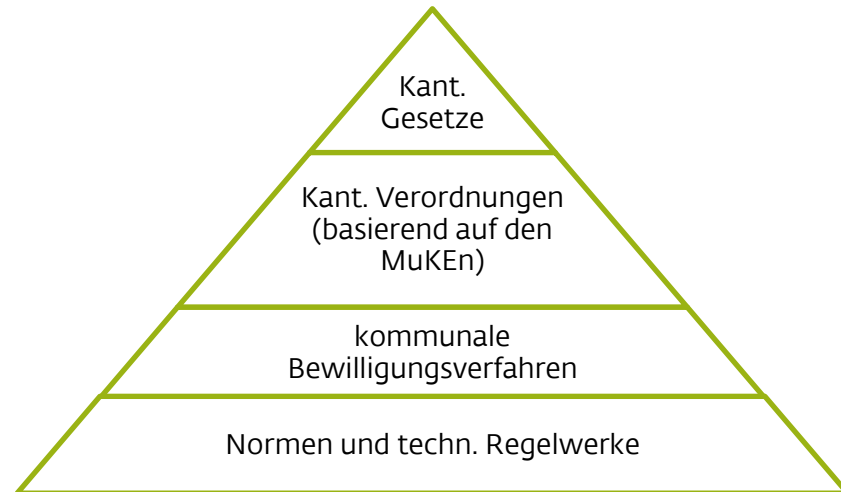 Kant.
Gesetze
Kant. Verordnungen
(basierend auf den
MuKEn)
kommunale
Bewilligungsverfahren
Normen und techn. Regelwerke